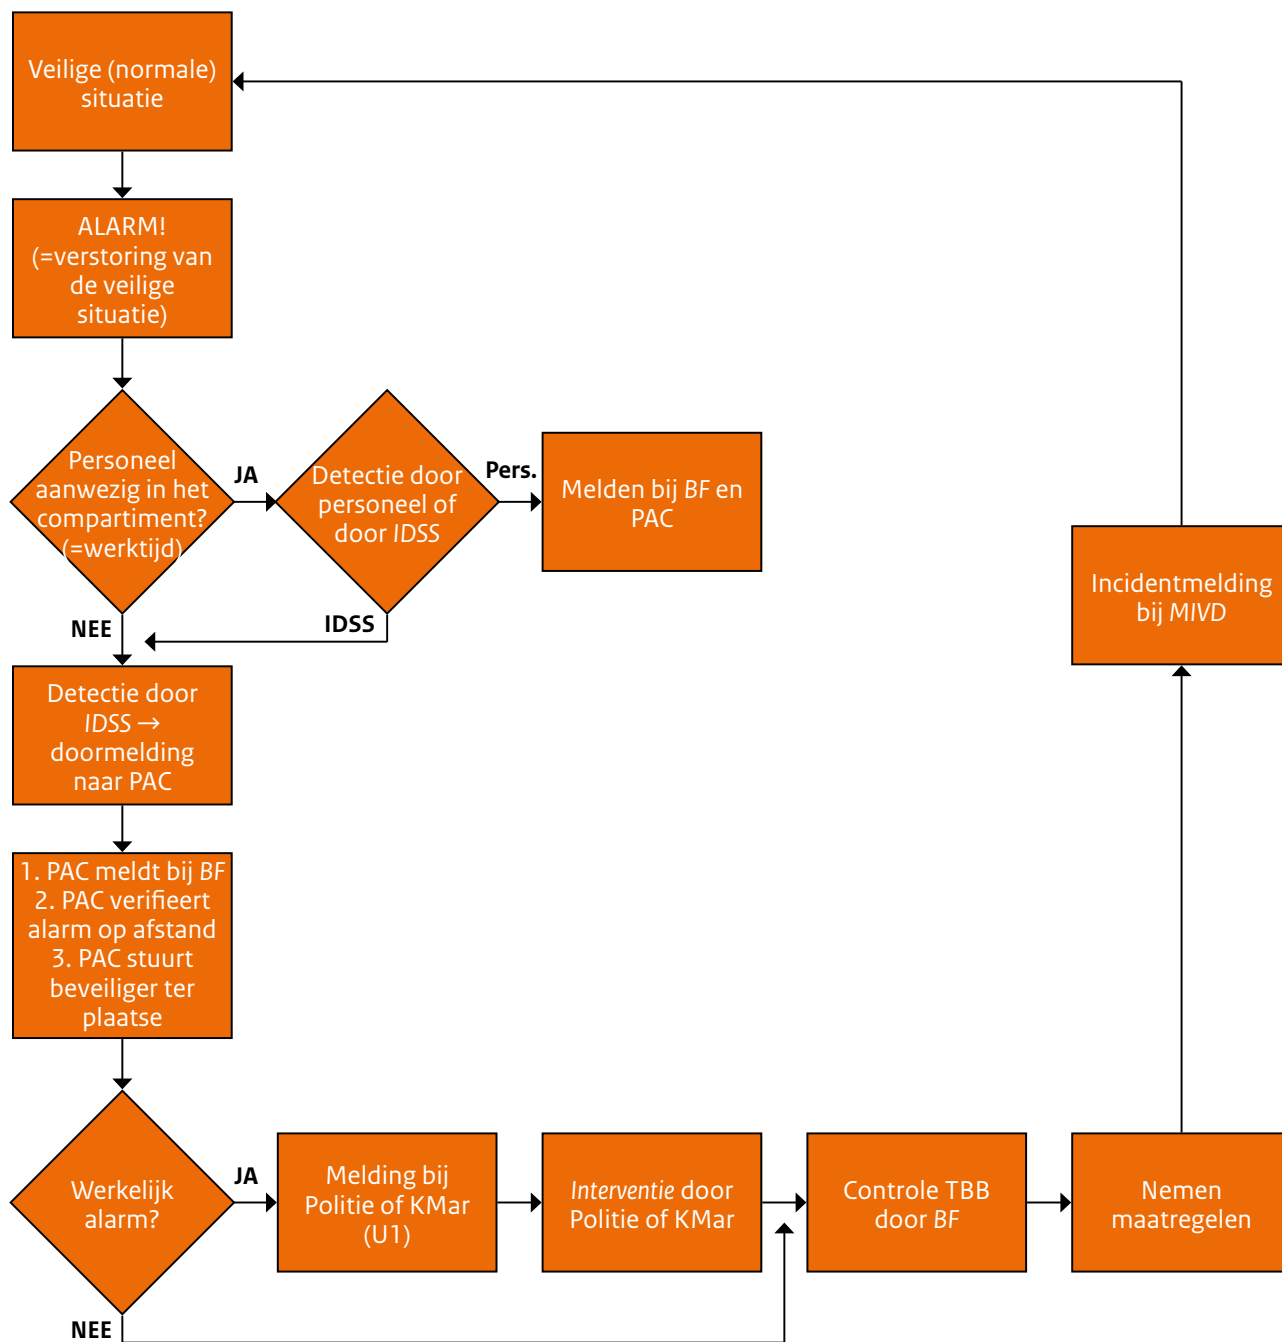 Veilige (normale)
situatie
ALARM!
(=verstoring van
de veilige
situatie)
Personeel
aanwezig in het
compartiment?
(=werktijd)
JA
Detectie door
personeel of
door IDSS
Pers.
Melden bij BF en
PAC
NEE
IDSS
Detectie door
IDSS →
doormelding
naar PAC
1. PAC meldt bij BF
2. PAC verifieert
alarm op afstand
3. PAC stuurt
beveiliger ter
plaatse
Werkelijk
alarm?
JA
Melding bij
Politie of KMar
(U1)
Interventie door
Politie of KMar
Controle TBB
door BF
Nemen
maatregelen
Incidentmelding
bij MIVD
NEE